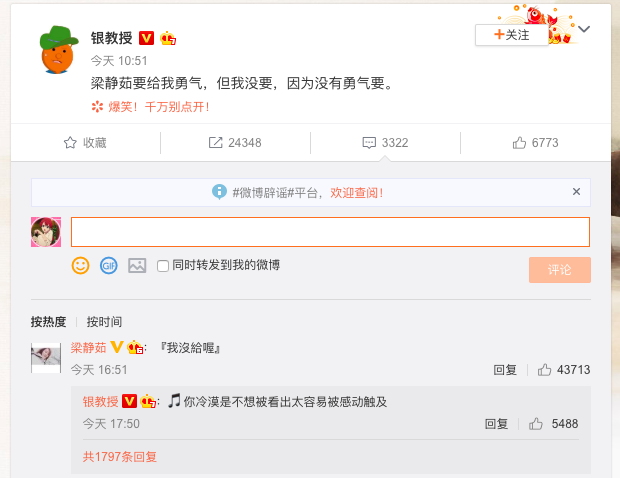 银教授
+关注
今天 10:51
梁静茹要给我勇气，但我没要，因为没有勇气要。
爆笑！千万别点开！
收藏
24348
3322
6773
#微博辟谣#平台，欢迎查阅！
GIF
同时转发到我的微博
评论
按热度 按时间
梁静茹：『我沒給喔』
今天 16:51 回复 43713
银教授：🎵你冷漠是不想被看出太容易被感动触及
今天 17:50 回复 5488
共1797条回复